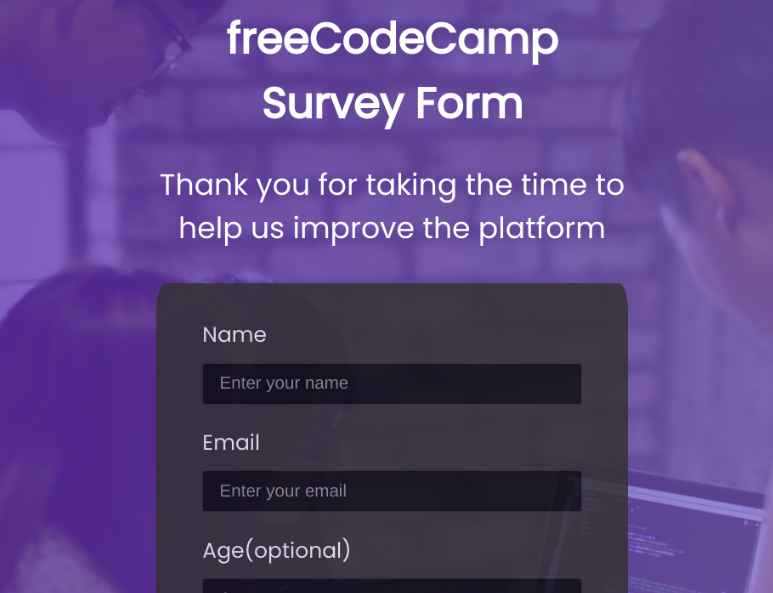 freeCodeCamp
Survey Form
Thank you for taking the time to
help us improve the platform
Name
Enter your name
Email
Enter your email
Age(optional)